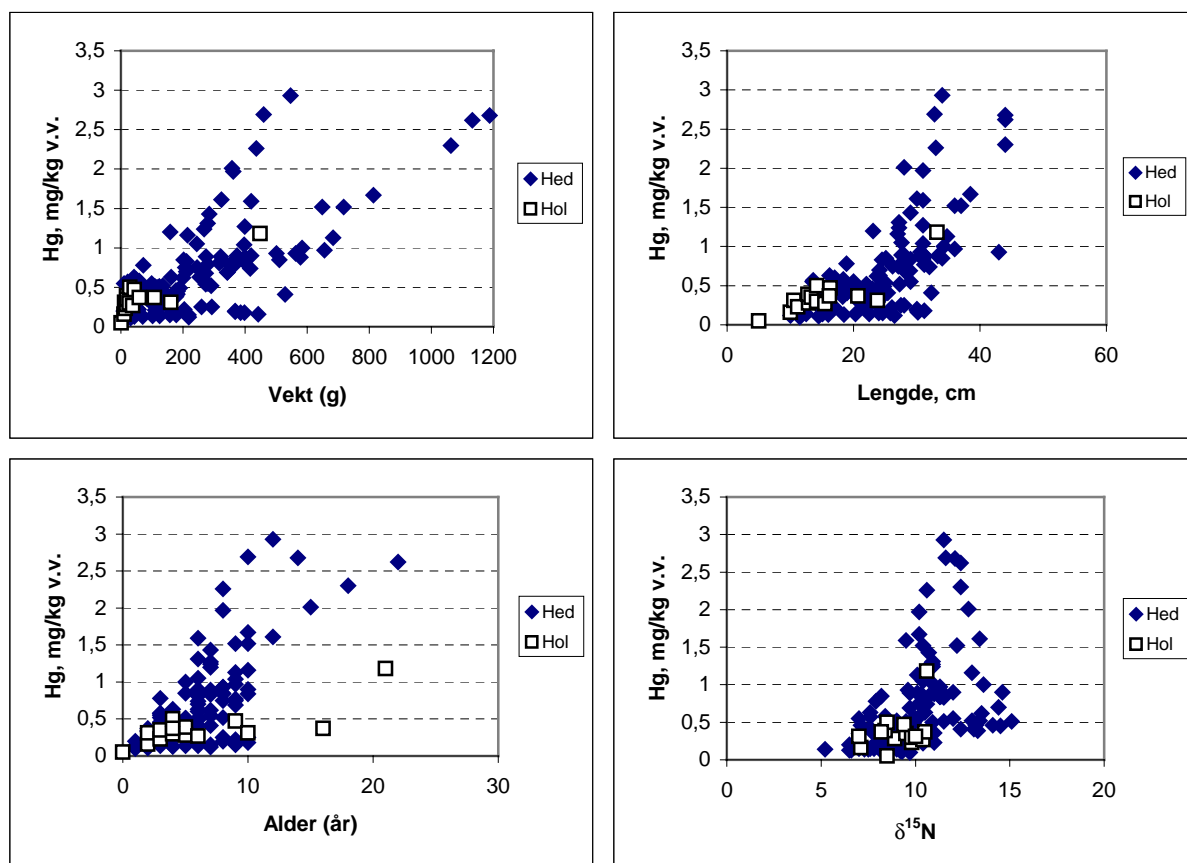 3,5
3
2,5
2
1,5
1
0,5
0
Hg, mg/kg v.v.
0 200 400 600 800 1000 1200
Vekt (g)
Hed
Hol
3,5
3
2,5
2
1,5
1
0,5
0
Hg, mg/kg v.v.
0 20 40 60
Lengde, cm
Hed
Hol
3,5
3
2,5
2
1,5
1
0,5
0
Hg, mg/kg v.v.
0 10 20 30
Alder (år)
Hed
Hol
3,5
3
2,5
2
1,5
1
0,5
0
Hg, mg/kg v.v.
0 5 10 15 20
δ¹⁵N
Hed
Hol